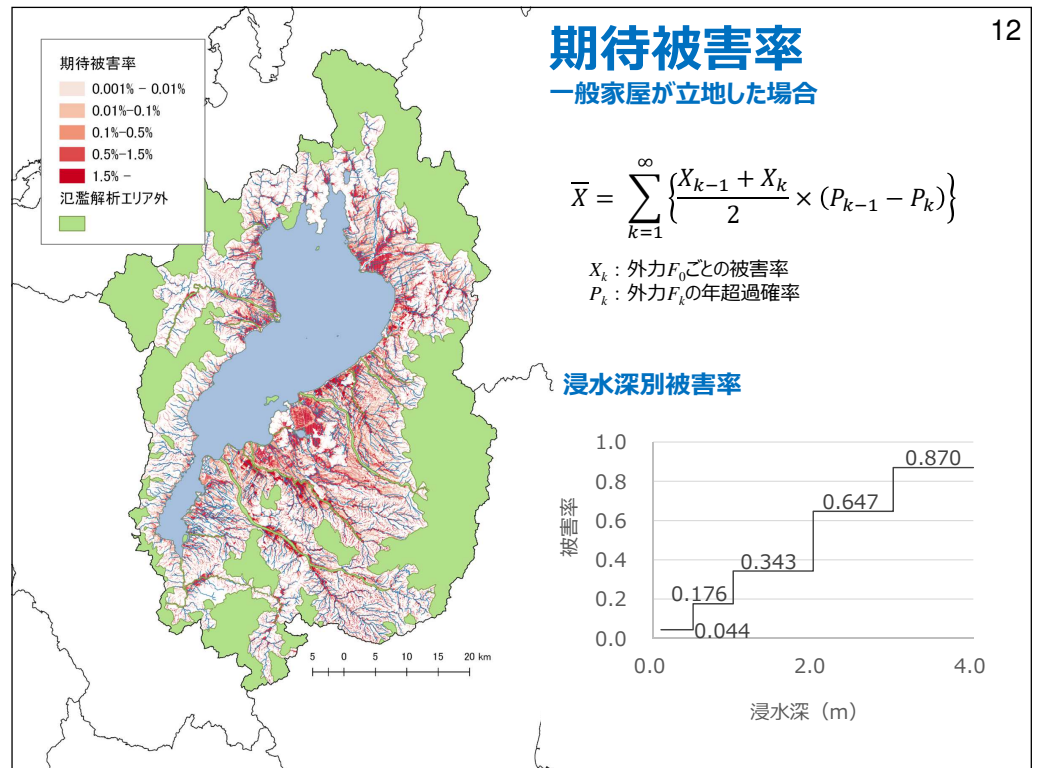 12
期待被害率
一般家屋が立地した場合
期待被害率
0.001% - 0.01%
0.01%-0.1%
0.1%-0.5%
0.5%-1.5%
1.5% -
氾濫解析エリア外
X̅ = ∑_{k=1}^{∞} {(X_{k-1} + X_k)/2 × (P_{k-1} − P_k)}
X_k：外力F_0ごとの被害率
P_k：外力F_kの年超過確率
浸水深別被害率
被害率
1.0
0.8
0.6
0.4
0.2
0.0
0.870
0.647
0.343
0.176
0.044
0.0 2.0 4.0
浸水深（m）
5 0 5 10 15 20 km